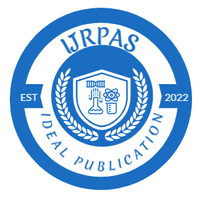 IJRPAS
EST
2022
IDEAL PUBLICATION